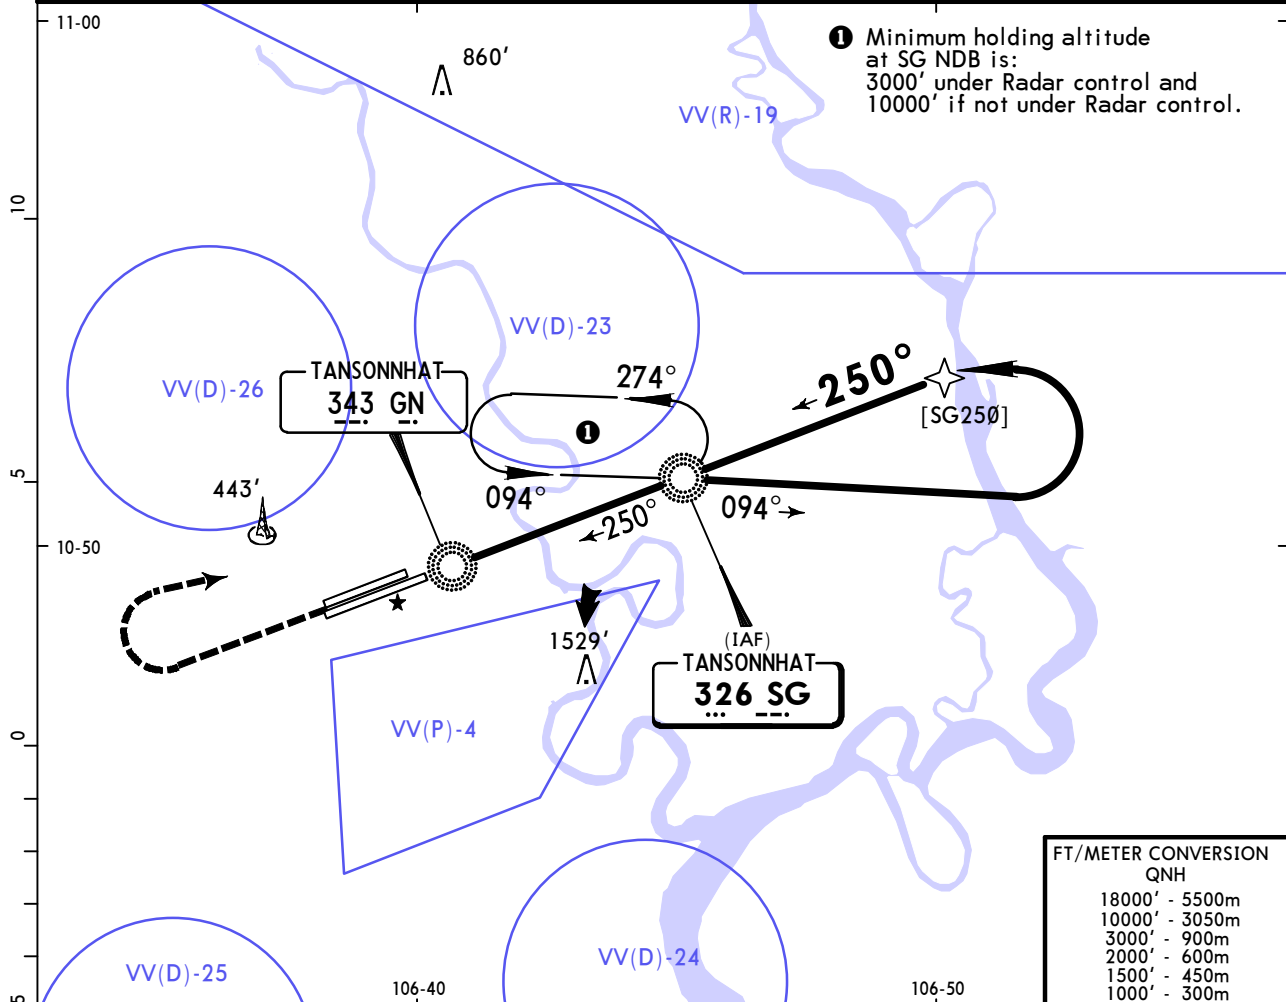 11-00
860'
❶ Minimum holding altitude
at SG NDB is:
3000' under Radar control and
10000' if not under Radar control.
VV(R)-19
10
VV(D)-23
TANSONNHAT
343 GN
VV(D)-26
274°
❶
←250°
[SG25Ø]
5
443'
094°
←250°
094°→
10-50
1529'
(IAF)
TANSONNHAT
326 SG
VV(P)-4
0
FT/METER CONVERSION
QNH
18000' - 5500m
10000' - 3050m
3000' - 900m
2000' - 600m
1500' - 450m
1000' - 300m
VV(D)-25
VV(D)-24
106-40
106-50
5